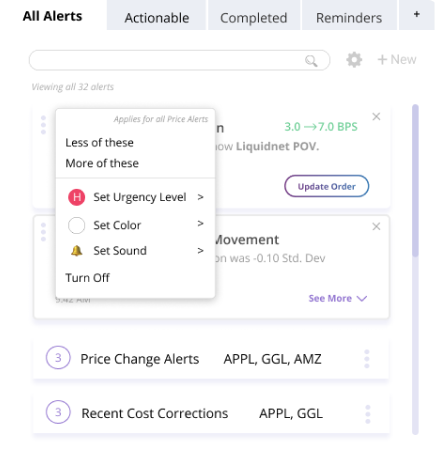 All Alerts
Actionable
Completed
Reminders
+
+ New
Viewing all 32 alerts
Applies for all Price Alerts
Less of these
More of these
H Set Urgency Level >
Set Color >
Set Sound >
Turn Off
3.0 →7.0 BPS
Liquidnet POV.
Update Order
Movement
was -0.10 Std. Dev
9:42 AM
See More
3 Price Change Alerts APPL, GGL, AMZ
3 Recent Cost Corrections APPL, GGL